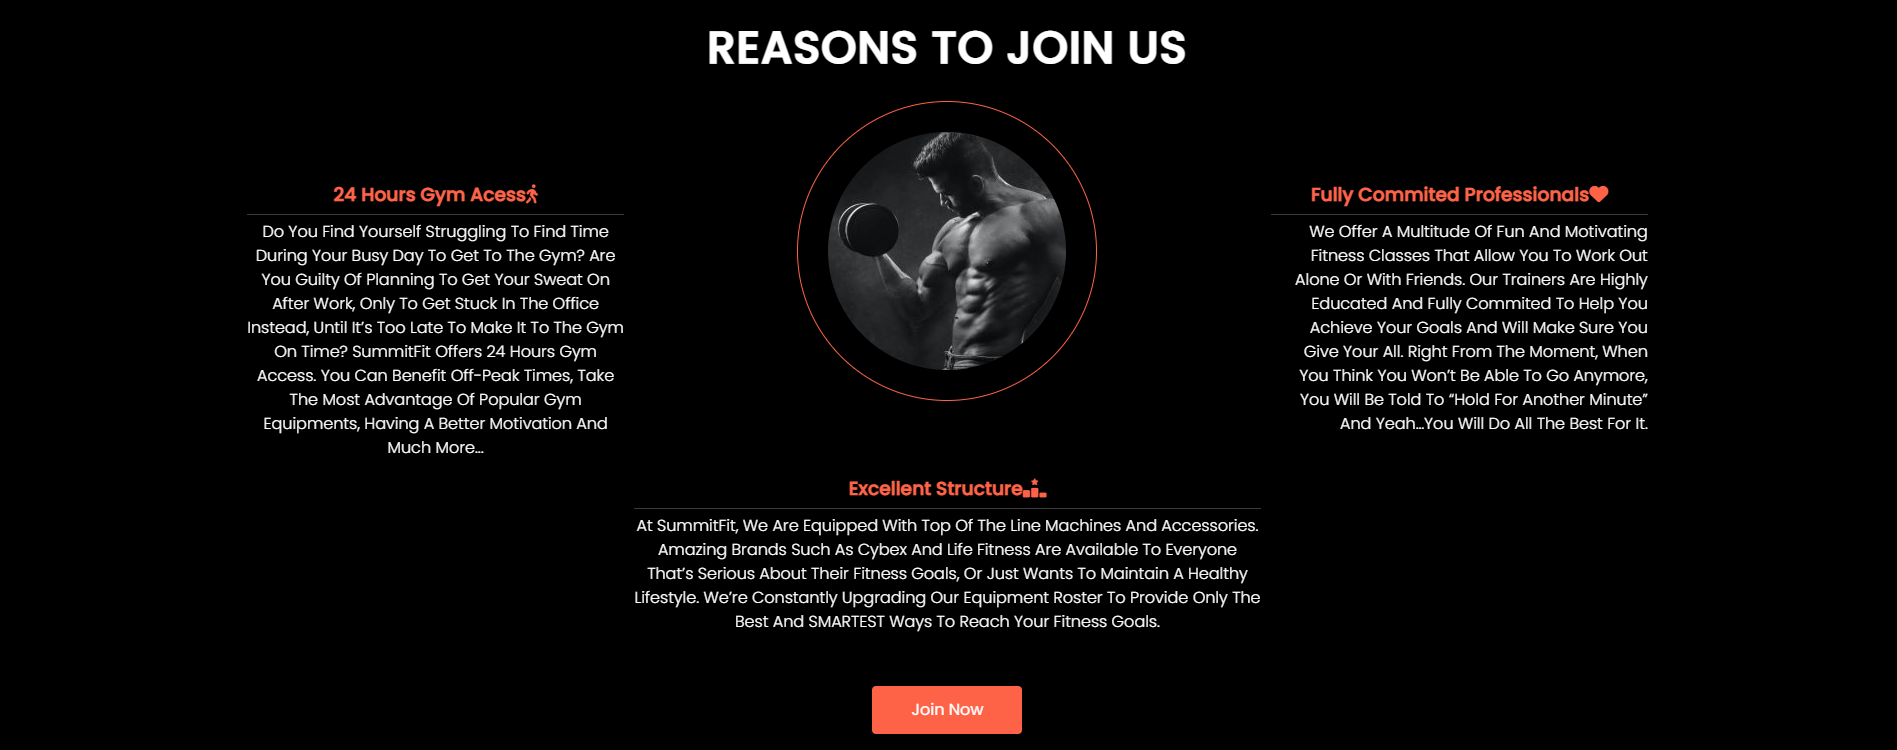 REASONS TO JOIN US
24 Hours Gym Acess
Do You Find Yourself Struggling To Find Time
During Your Busy Day To Get To The Gym? Are
You Guilty Of Planning To Get Your Sweat On
After Work, Only To Get Stuck In The Office
Instead, Until It’s Too Late To Make It To The Gym
On Time? SummitFit Offers 24 Hours Gym
Access. You Can Benefit Off-Peak Times, Take
The Most Advantage Of Popular Gym
Equipments, Having A Better Motivation And
Much More…
Fully Commited Professionals
We Offer A Multitude Of Fun And Motivating
Fitness Classes That Allow You To Work Out
Alone Or With Friends. Our Trainers Are Highly
Educated And Fully Commited To Help You
Achieve Your Goals And Will Make Sure You
Give Your All. Right From The Moment, When
You Think You Won’t Be Able To Go Anymore,
You Will Be Told To “Hold For Another Minute”
And Yeah…You Will Do All The Best For It.
Excellent Structure
At SummitFit, We Are Equipped With Top Of The Line Machines And Accessories.
Amazing Brands Such As Cybex And Life Fitness Are Available To Everyone
That’s Serious About Their Fitness Goals, Or Just Wants To Maintain A Healthy
Lifestyle. We’re Constantly Upgrading Our Equipment Roster To Provide Only The
Best And SMARTEST Ways To Reach Your Fitness Goals.
Join Now